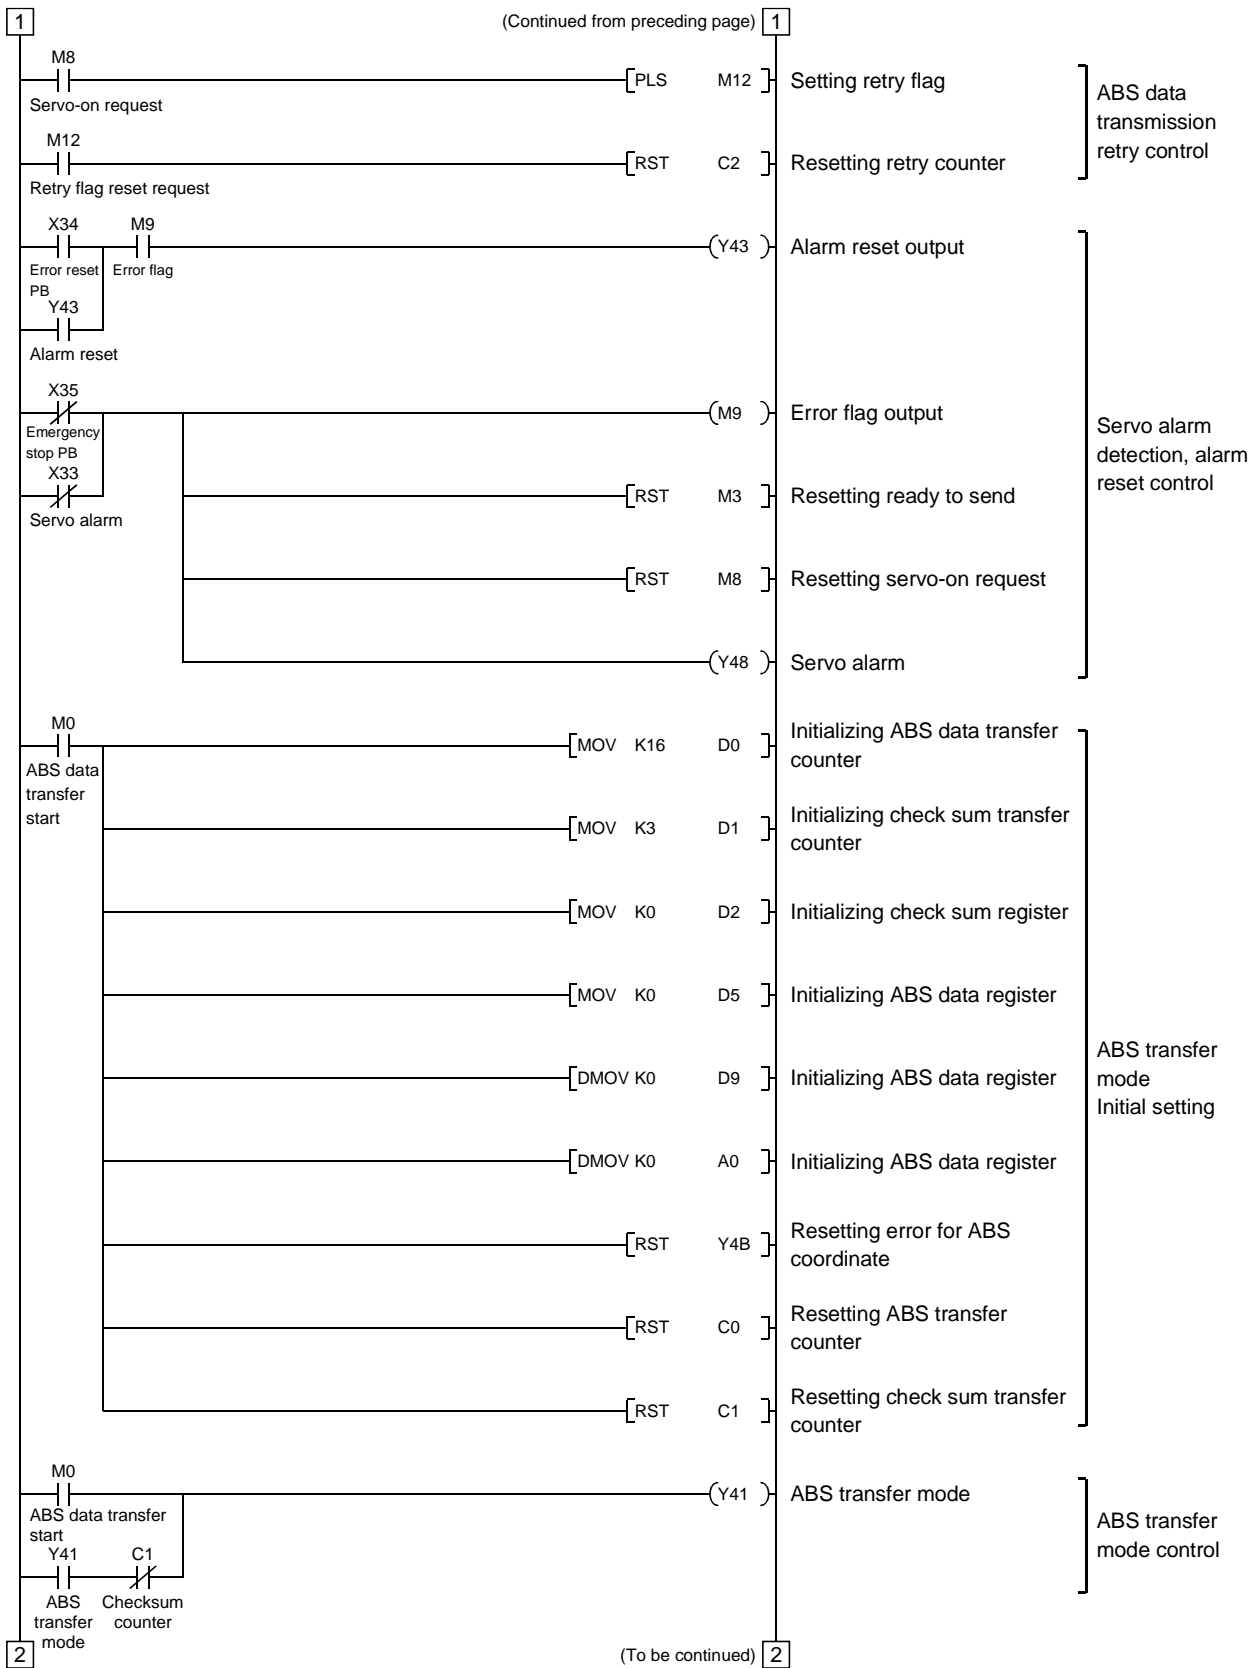 1 (Continued from preceding page) 1
M8
PLS M12 Setting retry flag
Servo-on request
ABS data
transmission
retry control
M12
RST C2 Resetting retry counter
Retry flag reset request
X34 M9
(Y43) Alarm reset output
Error reset
PB
Error flag
Y43
Alarm reset
X35
(M9) Error flag output
Emergency
stop PB
X33
Servo alarm
Servo alarm
detection, alarm
reset control
RST M3 Resetting ready to send
RST M8 Resetting servo-on request
(Y48) Servo alarm
M0
MOV K16 D0 Initializing ABS data transfer
counter
ABS data
transfer
start
MOV K3 D1 Initializing check sum transfer
counter
MOV K0 D2 Initializing check sum register
MOV K0 D5 Initializing ABS data register
DMOV K0 D9 Initializing ABS data register
ABS transfer
mode
Initial setting
DMOV K0 A0 Initializing ABS data register
RST Y4B Resetting error for ABS
coordinate
RST C0 Resetting ABS transfer
counter
RST C1 Resetting check sum transfer
counter
M0
(Y41) ABS transfer mode
ABS data transfer
start
ABS transfer
mode control
Y41 C1
ABS
transfer
mode
Checksum
counter
2 (To be continued) 2